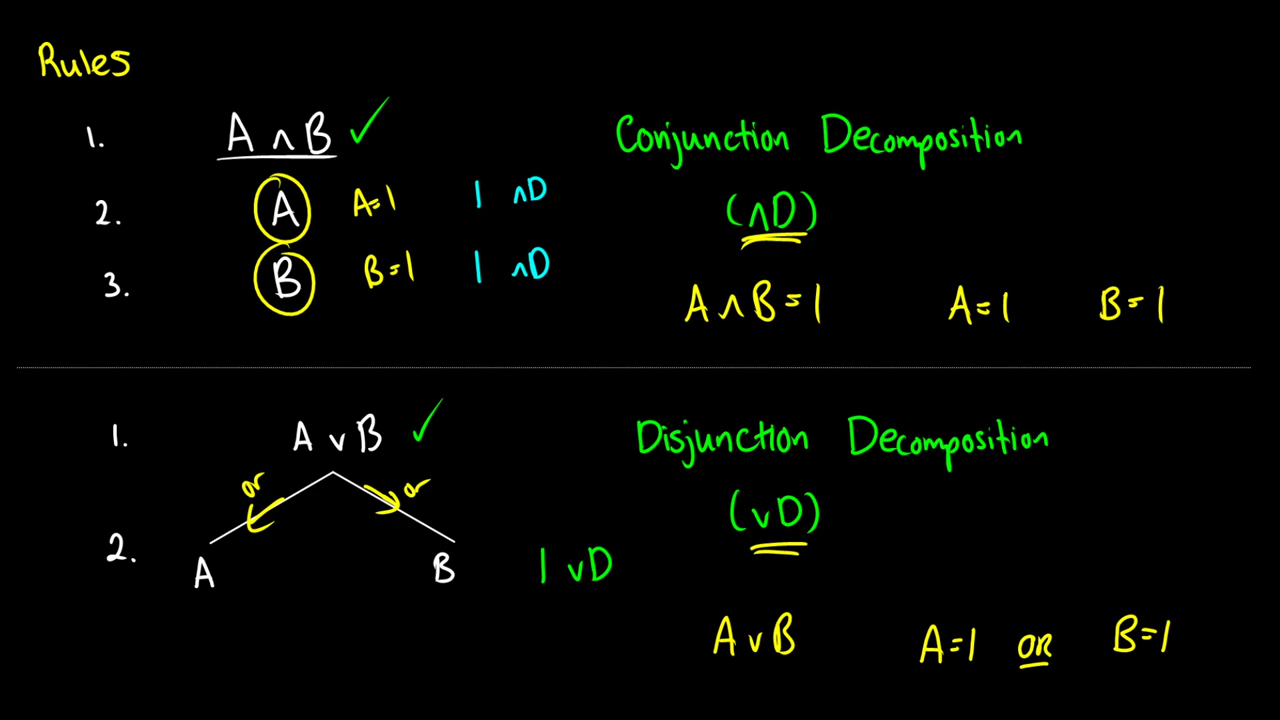 Rules
1. A ∧ B ✓ Conjunction Decomposition
2. A A=1 1 ∧D (∧D)
3. B B=1 1 ∧D
A ∧ B = 1 A=1 B=1
1. A ∨ B ✓ Disjunction Decomposition
or or
(∨D)
2. A B 1 ∨D
A ∨ B A=1 OR B=1